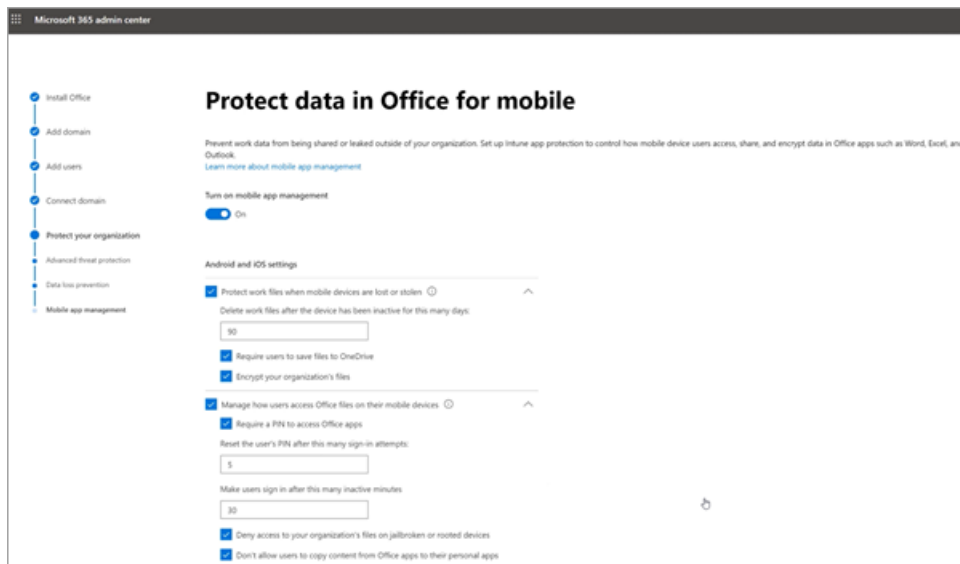 Microsoft 365 admin center
Install Office
Add domain
Add users
Connect domain
Protect your organization
Advanced threat protection
Data loss prevention
Mobile app management
Protect data in Office for mobile
Prevent work data from being shared or leaked outside of your organization. Set up Intune app protection to control how mobile device users access, share, and encrypt data in Office apps such as Word, Excel, an
Outlook.
Learn more about mobile app management
Turn on mobile app management
On
Android and iOS settings
Protect work files when mobile devices are lost or stolen
Delete work files after the device has been inactive for this many days:
90
Require users to save files to OneDrive
Encrypt your organization's files
Manage how users access Office files on their mobile devices
Require a PIN to access Office apps
Reset the user's PIN after this many sign-in attempts:
5
Make users sign in after this many inactive minutes
30
Deny access to your organization's files on jailbroken or rooted devices
Don't allow users to copy content from Office apps to their personal apps